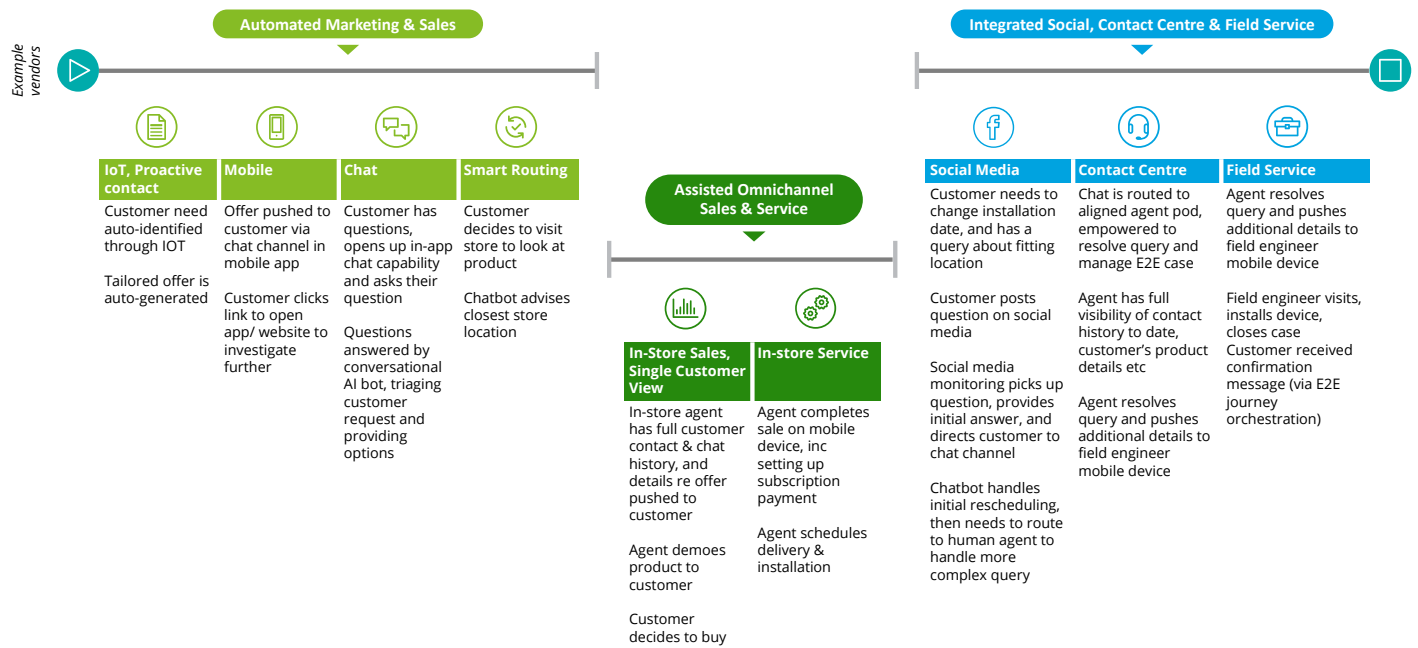 Automated Marketing & Sales
Integrated Social, Contact Centre & Field Service
Example
vendors
IoT, Proactive
contact
Customer need
auto-identified
through IOT
Tailored offer is
auto-generated
Mobile
Offer pushed to
customer via
chat channel in
mobile app
Customer clicks
link to open
app/ website to
investigate
further
Chat
Customer has
questions,
opens up in-app
chat capability
and asks their
question
Questions
answered by
conversational
AI bot, triaging
customer
request and
providing
options
Smart Routing
Customer
decides to visit
store to look at
product
Chatbot advises
closest store
location
Assisted Omnichannel
Sales & Service
In-Store Sales,
Single Customer
View
In-store agent
has full customer
contact & chat
history, and
details re offer
pushed to
customer
Agent demoes
product to
customer
Customer
decides to buy
In-store Service
Agent completes
sale on mobile
device, inc
setting up
subscription
payment
Agent schedules
delivery &
installation
Social Media
Customer needs to
change installation
date, and has a
query about fitting
location
Customer posts
question on social
media
Social media
monitoring picks up
question, provides
initial answer, and
directs customer to
chat channel
Chatbot handles
initial rescheduling,
then needs to route
to human agent to
handle more
complex query
Contact Centre
Chat is routed to
aligned agent pod,
empowered to
resolve query and
manage E2E case
Agent has full
visibility of contact
history to date,
customer's product
details etc
Agent resolves
query and pushes
additional details to
field engineer
mobile device
Field Service
Agent resolves
query and pushes
additional details to
field engineer
mobile device
Field engineer visits,
installs device,
closes case
Customer received
confirmation
message (via E2E
journey
orchestration)